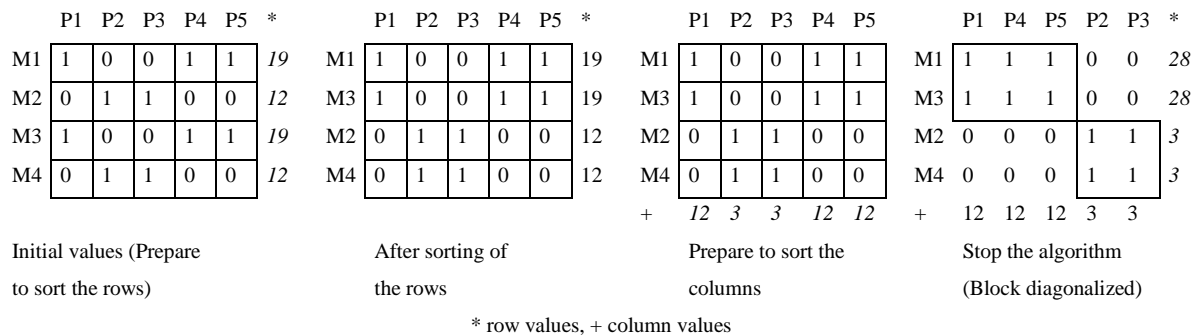 P1 P2 P3 P4 P5 *
M1 1 0 0 1 1 19
M2 0 1 1 0 0 12
M3 1 0 0 1 1 19
M4 0 1 1 0 0 12
Initial values (Prepare
to sort the rows)
P1 P2 P3 P4 P5 *
M1 1 0 0 1 1 19
M3 1 0 0 1 1 19
M2 0 1 1 0 0 12
M4 0 1 1 0 0 12
After sorting of
the rows
P1 P2 P3 P4 P5
M1 1 0 0 1 1
M3 1 0 0 1 1
M2 0 1 1 0 0
M4 0 1 1 0 0
+ 12 3 3 12 12
Prepare to sort the
columns
P1 P4 P5 P2 P3 *
M1 1 1 1 0 0 28
M3 1 1 1 0 0 28
M2 0 0 0 1 1 3
M4 0 0 0 1 1 3
+ 12 12 12 3 3
Stop the algorithm
(Block diagonalized)
* row values, + column values